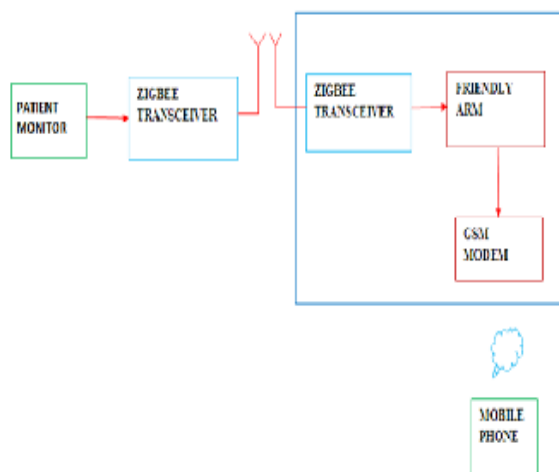 PATIENT
MONITOR
ZIGBEE
TRANSCEIVER
ZIGBEE
TRANSCEIVER
FRIENDLY
ARM
GSM
MODEM
MOBILE
PHONE